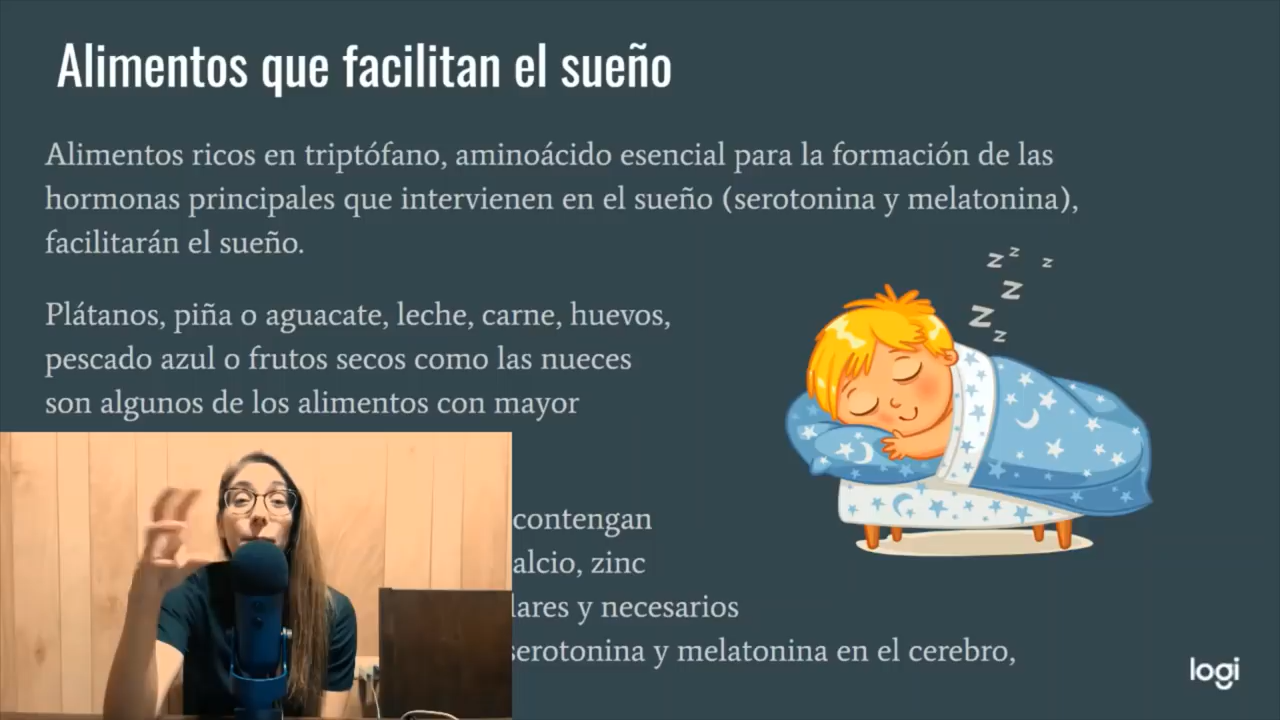 Alimentos que facilitan el sueño
Alimentos ricos en triptófano, aminoácido esencial para la formación de las
hormonas principales que intervienen en el sueño (serotonina y melatonina),
facilitarán el sueño.
Plátanos, piña o aguacate, leche, carne, huevos,
pescado azul o frutos secos como las nueces
son algunos de los alimentos con mayor
contengan
alcio, zinc
lares y necesarios
serotonina y melatonina en el cerebro,
z z z
z
z
z
logi